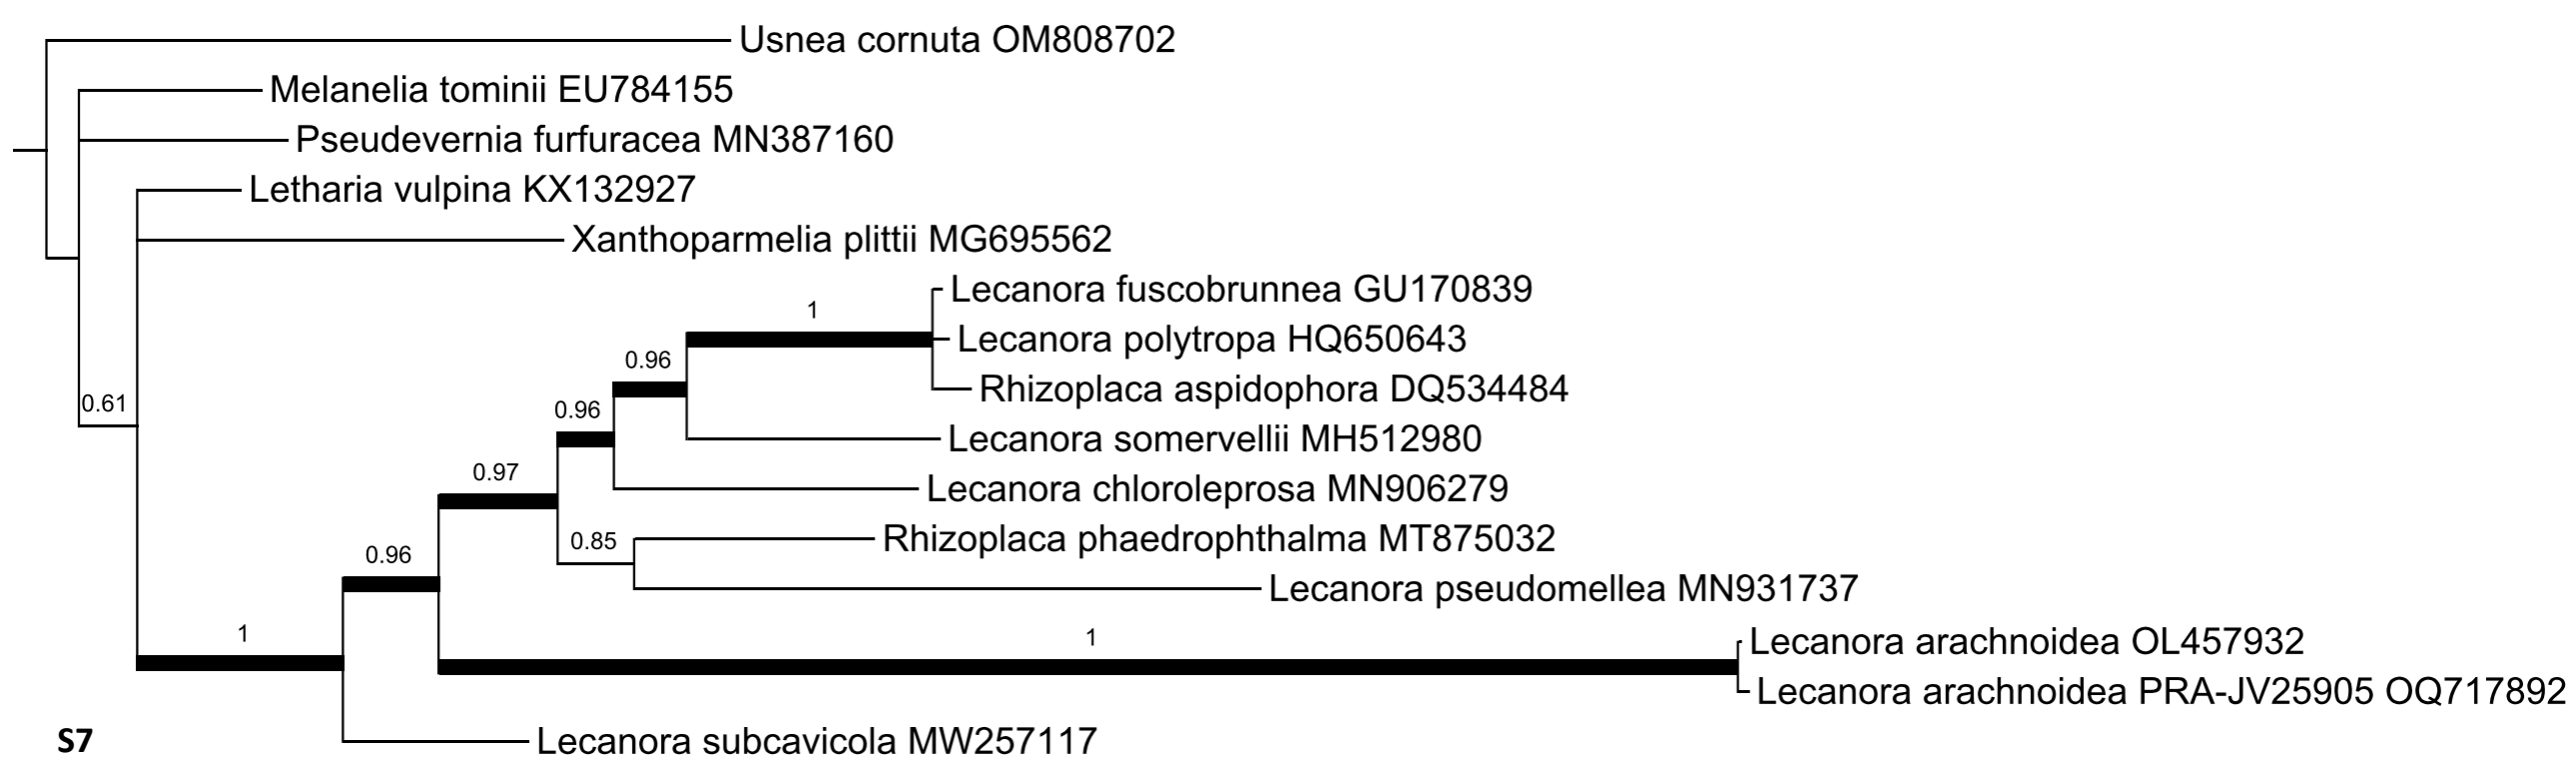 Usnea cornuta OM808702
Melanelia tominii EU784155
Pseudevernia furfuracea MN387160
Letharia vulpina KX132927
Xanthoparmelia plittii MG695562
Lecanora fuscobrunnea GU170839
1
Lecanora polytropa HQ650643
0.96
Rhizoplaca aspidophora DQ534484
0.61
0.96
Lecanora somervellii MH512980
0.97
Lecanora chloroleprosa MN906279
0.85
Rhizoplaca phaedrophthalma MT875032
0.96
Lecanora pseudomellea MN931737
1
1
Lecanora arachnoidea OL457932
Lecanora arachnoidea PRA-JV25905 OQ717892
S7
Lecanora subcavicola MW257117